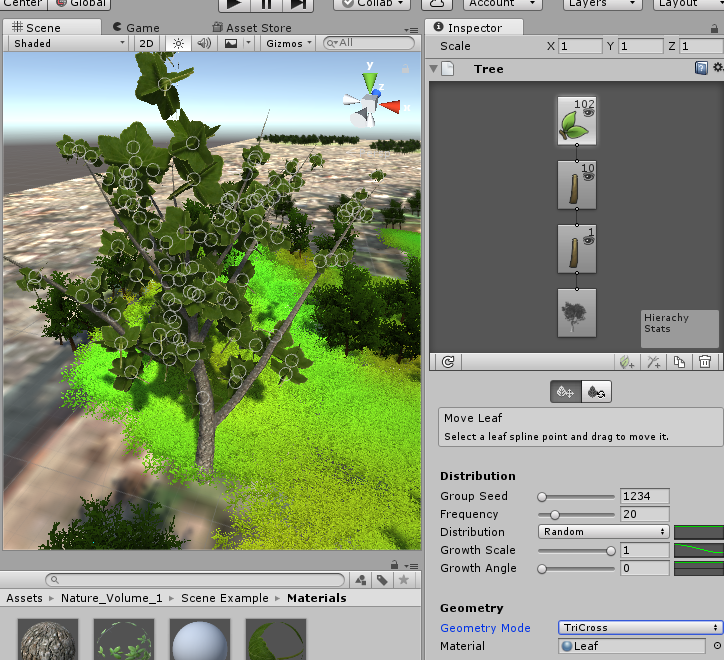 Center Global Collab Account Layers Layout
Scene Game Asset Store
Shaded 2D Gizmos All
y
z
x
Inspector
Scale X 1 Y 1 Z 1
Tree
102
10
1
Hierachy
Stats
Move Leaf
Select a leaf spline point and drag to move it.
Distribution
Group Seed 1234
Frequency 20
Distribution Random
Growth Scale 1
Growth Angle 0
Geometry
Geometry Mode TriCross
Material Leaf
Assets Nature_Volume_1 Scene Example Materials